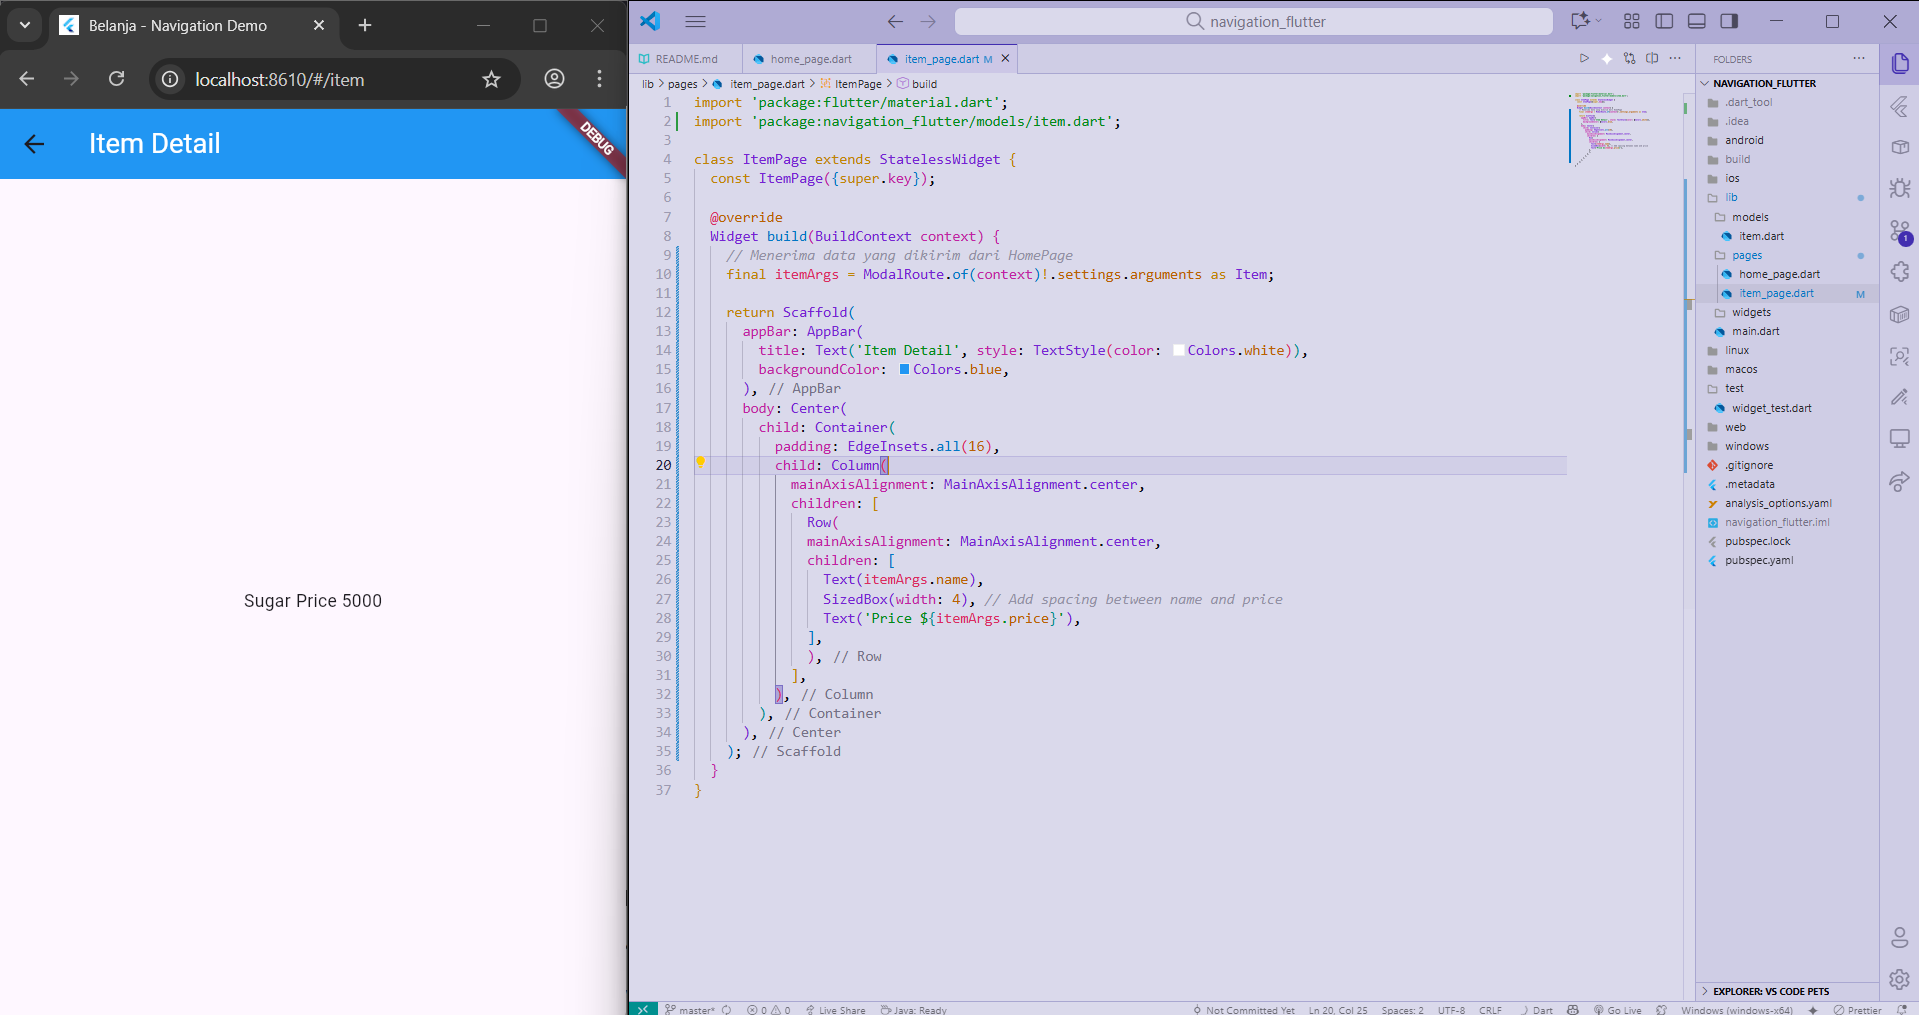 Belanja - Navigation Demo
localhost:8610/#/item
Item Detail
DEBUG
Sugar Price 5000
navigation_flutter
README.md
home_page.dart
item_page.dart M
lib > pages > item_page.dart > ItemPage > build
1 import 'package:flutter/material.dart';
2 import 'package:navigation_flutter/models/item.dart';
3
4 class ItemPage extends StatelessWidget {
5 const ItemPage({super.key});
6
7 @override
8 Widget build(BuildContext context) {
9 // Menerima data yang dikirim dari HomePage
10 final itemArgs = ModalRoute.of(context)!.settings.arguments as Item;
11
12 return Scaffold(
13 appBar: AppBar(
14 title: Text('Item Detail', style: TextStyle(color: Colors.white)),
15 backgroundColor: Colors.blue,
16 ), // AppBar
17 body: Center(
18 child: Container(
19 padding: EdgeInsets.all(16),
20 child: Column(
21 mainAxisAlignment: MainAxisAlignment.center,
22 children: [
23 Row(
24 mainAxisAlignment: MainAxisAlignment.center,
25 children: [
26 Text(itemArgs.name),
27 SizedBox(width: 4), // Add spacing between name and price
28 Text('Price ${itemArgs.price}'),
29 ],
30 ), // Row
31 ],
32 ), // Column
33 ), // Container
34 ), // Center
35 ); // Scaffold
36 }
37 }
FOLDERS
NAVIGATION_FLUTTER
.dart_tool
.idea
android
build
ios
lib
models
item.dart
pages
home_page.dart
item_page.dart M
widgets
main.dart
linux
macos
test
widget_test.dart
web
windows
.gitignore
.metadata
analysis_options.yaml
navigation_flutter.iml
pubspec.lock
pubspec.yaml
1
EXPLORER: VS CODE PETS
master* 0 0 Live Share Java: Ready Not Committed Yet Ln 20, Col 25 Spaces: 2 UTF-8 CRLF Dart Go Live Windows (windows-x64) Prettier